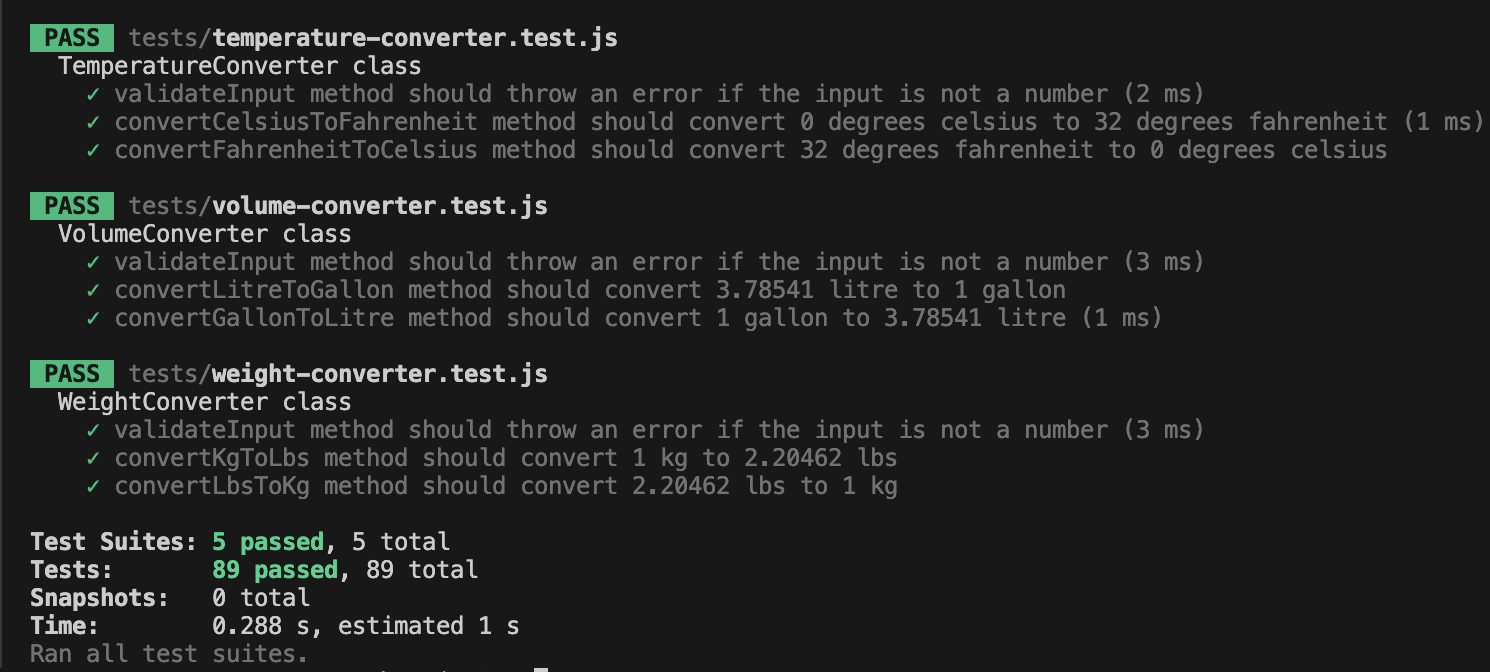 PASS tests/temperature-converter.test.js
TemperatureConverter class
✓ validateInput method should throw an error if the input is not a number (2 ms)
✓ convertCelsiusToFahrenheit method should convert 0 degrees celsius to 32 degrees fahrenheit (1 ms)
✓ convertFahrenheitToCelsius method should convert 32 degrees fahrenheit to 0 degrees celsius
PASS tests/volume-converter.test.js
VolumeConverter class
✓ validateInput method should throw an error if the input is not a number (3 ms)
✓ convertLitreToGallon method should convert 3.78541 litre to 1 gallon
✓ convertGallonToLitre method should convert 1 gallon to 3.78541 litre (1 ms)
PASS tests/weight-converter.test.js
WeightConverter class
✓ validateInput method should throw an error if the input is not a number (3 ms)
✓ convertKgToLbs method should convert 1 kg to 2.20462 lbs
✓ convertLbsToKg method should convert 2.20462 lbs to 1 kg
Test Suites: 5 passed, 5 total
Tests: 89 passed, 89 total
Snapshots: 0 total
Time: 0.288 s, estimated 1 s
Ran all test suites.